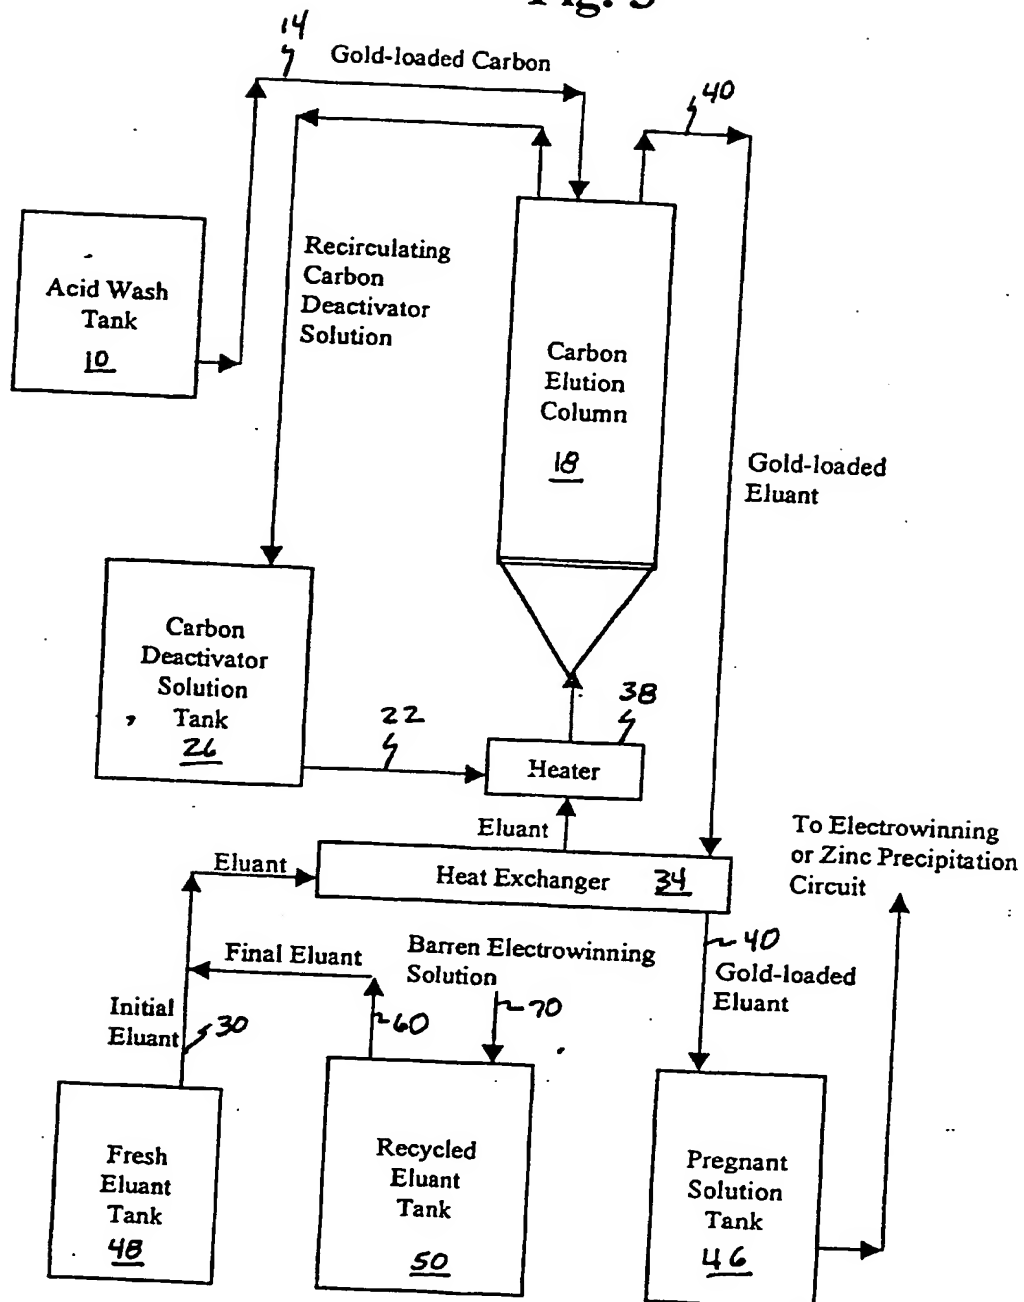 Fig. 3
14
Gold-loaded Carbon
40
Recirculating
Carbon
Deactivator
Solution
Acid Wash
Tank
10
Carbon
Elution
Column
18
Gold-loaded
Eluant
Carbon
Deactivator
Solution
Tank
26
22
38
Heater
Eluant
To Electrowinning
or Zinc Precipitation
Circuit
Eluant
Heat Exchanger 34
Final Eluant
Barren Electrowinning
Solution
40
Gold-loaded
Eluant
Initial
Eluant
30
60
70
Fresh
Eluant
Tank
48
Recycled
Eluant
Tank
50
Pregnant
Solution
Tank
46